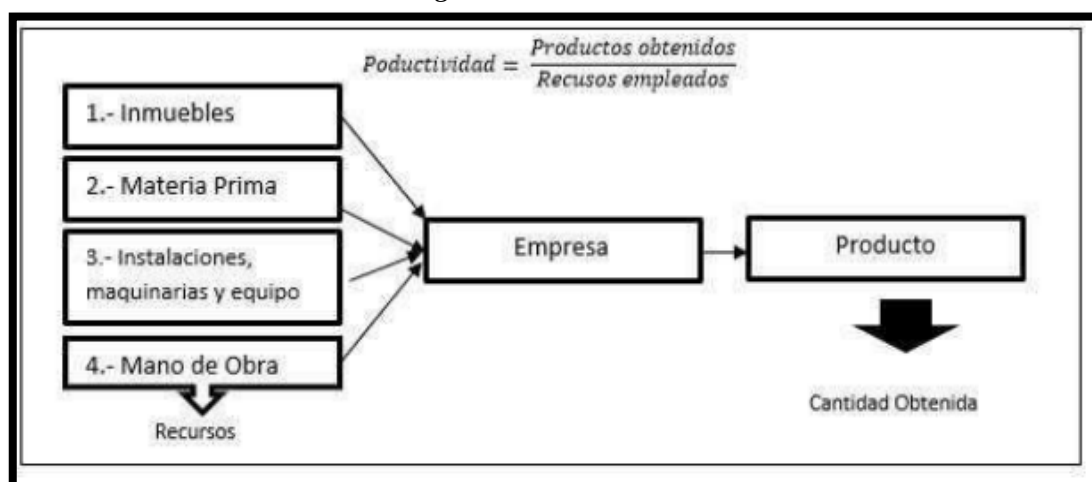 Poductividad = Productos obtenidos / Recusos empleados
1.- Inmuebles
2.- Materia Prima
3.- Instalaciones,
maquinarias y equipo
4.- Mano de Obra
Recursos
Empresa
Producto
Cantidad Obtenida